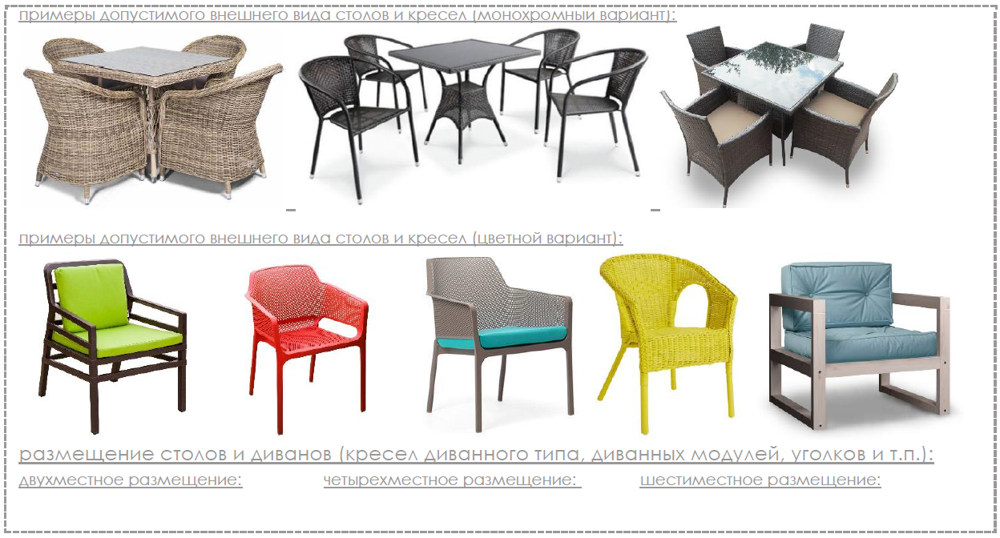 примеры допустимого внешнего вида столов и кресел (монохромный вариант):
примеры допустимого внешнего вида столов и кресел (цветной вариант):
размещение столов и диванов (кресел диванного типа, диванных модулей, уголков и т.п.):
двухместное размещение:
четырехместное размещение:
шестиместное размещение: